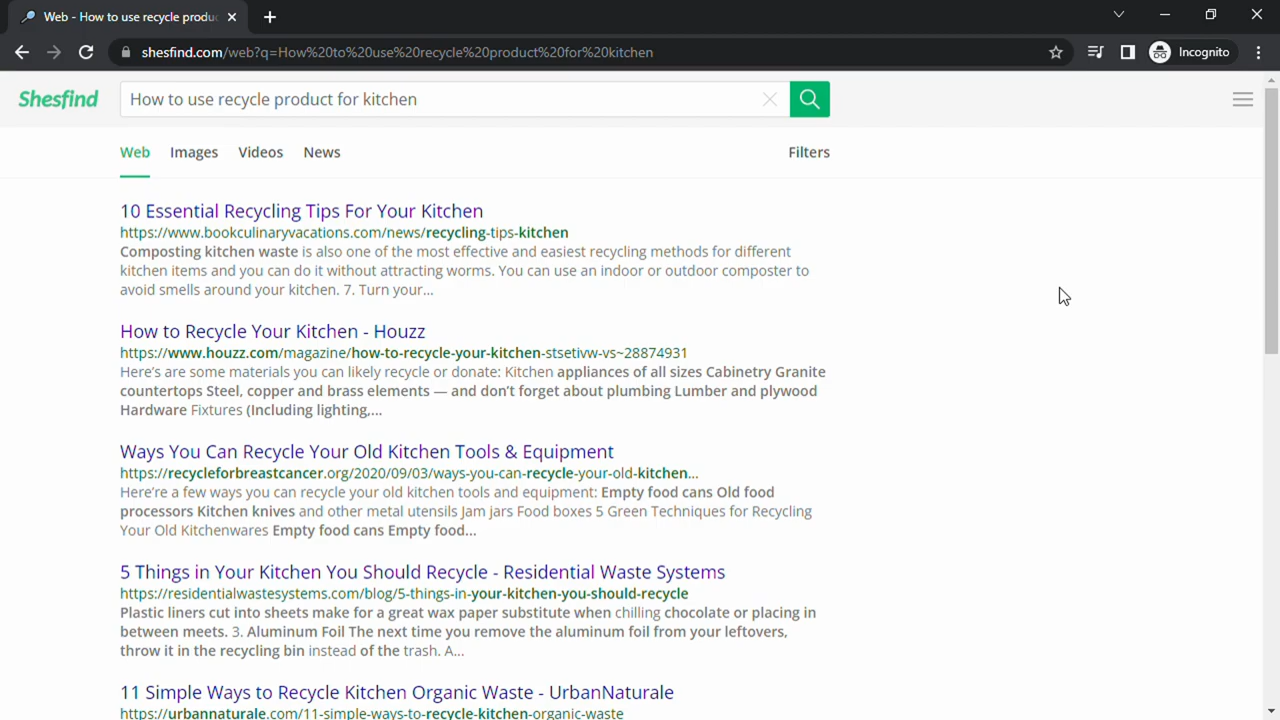 Web - How to use recycle produc
shesfind.com/web?q=How%20to%20use%20recycle%20product%20for%20kitchen
Incognito
Shesfind
How to use recycle product for kitchen
Web Images Videos News Filters
10 Essential Recycling Tips For Your Kitchen
https://www.bookculinaryvacations.com/news/recycling-tips-kitchen
Composting kitchen waste is also one of the most effective and easiest recycling methods for different
kitchen items and you can do it without attracting worms. You can use an indoor or outdoor composter to
avoid smells around your kitchen. 7. Turn your...
How to Recycle Your Kitchen - Houzz
https://www.houzz.com/magazine/how-to-recycle-your-kitchen-stsetivw-vs~28874931
Here's are some materials you can likely recycle or donate: Kitchen appliances of all sizes Cabinetry Granite
countertops Steel, copper and brass elements — and don't forget about plumbing Lumber and plywood
Hardware Fixtures (Including lighting,...
Ways You Can Recycle Your Old Kitchen Tools & Equipment
https://recycleforbreastcancer.org/2020/09/03/ways-you-can-recycle-your-old-kitchen...
Here're a few ways you can recycle your old kitchen tools and equipment: Empty food cans Old food
processors Kitchen knives and other metal utensils Jam jars Food boxes 5 Green Techniques for Recycling
Your Old Kitchenwares Empty food cans Empty food...
5 Things in Your Kitchen You Should Recycle - Residential Waste Systems
https://residentialwastesystems.com/blog/5-things-in-your-kitchen-you-should-recycle
Plastic liners cut into sheets make for a great wax paper substitute when chilling chocolate or placing in
between meets. 3. Aluminum Foil The next time you remove the aluminum foil from your leftovers,
throw it in the recycling bin instead of the trash. A...
11 Simple Ways to Recycle Kitchen Organic Waste - UrbanNaturale
https://urbannaturale.com/11-simple-ways-to-recycle-kitchen-organic-waste